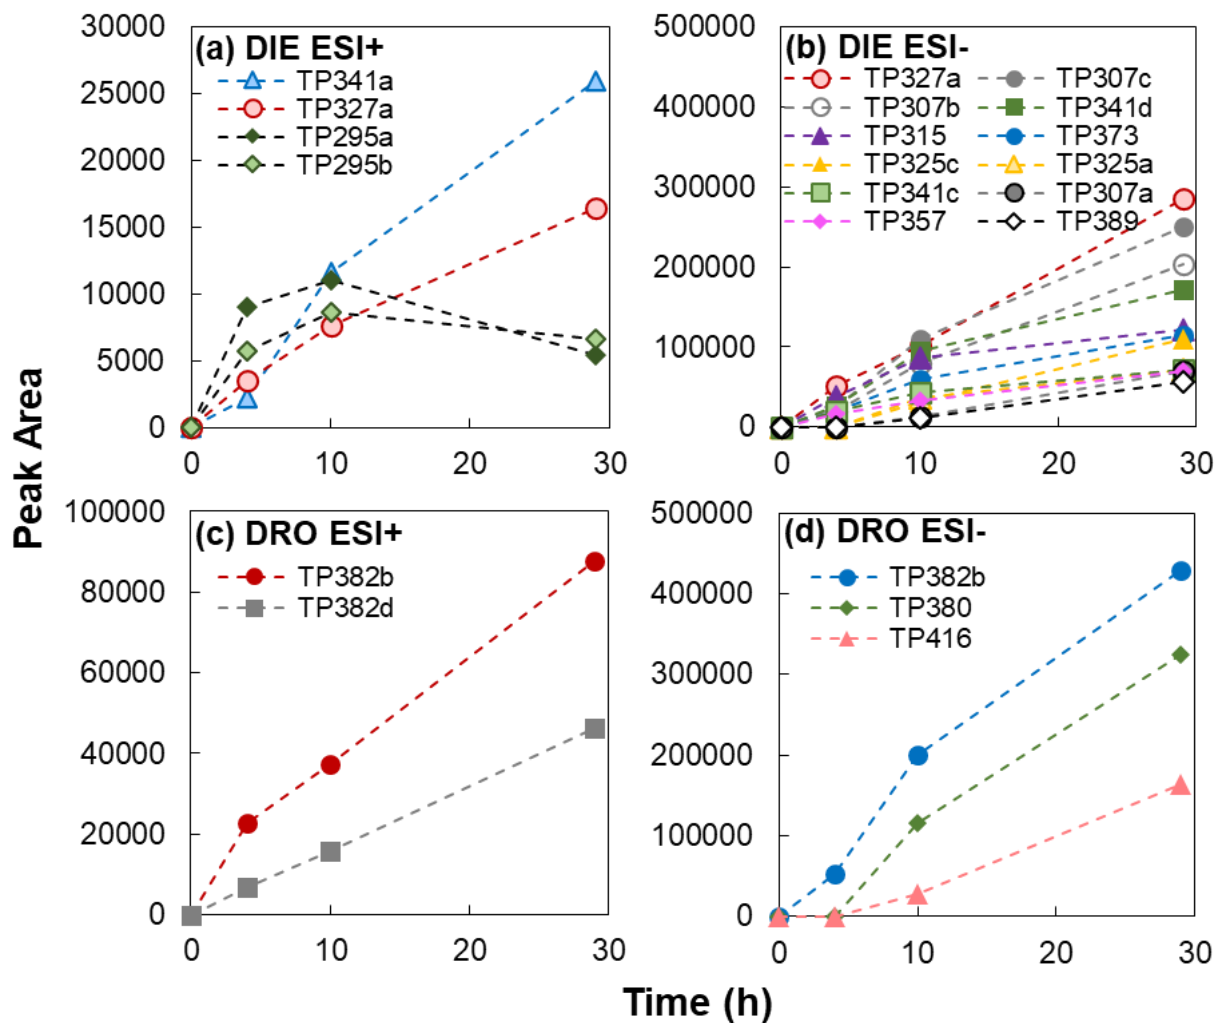 Peak Area
(a) DIE ESI+
TP341a
TP327a
TP295a
TP295b
30000
25000
20000
15000
10000
5000
0
0 10 20 30
(b) DIE ESI-
TP327a TP307c
TP307b TP341d
TP315 TP373
TP325c TP325a
TP341c TP307a
TP357 TP389
500000
400000
300000
200000
100000
0
0 10 20 30
(c) DRO ESI+
TP382b
TP382d
100000
80000
60000
40000
20000
0
0 10 20 30
(d) DRO ESI-
TP382b
TP380
TP416
500000
400000
300000
200000
100000
0
0 10 20 30
Time (h)